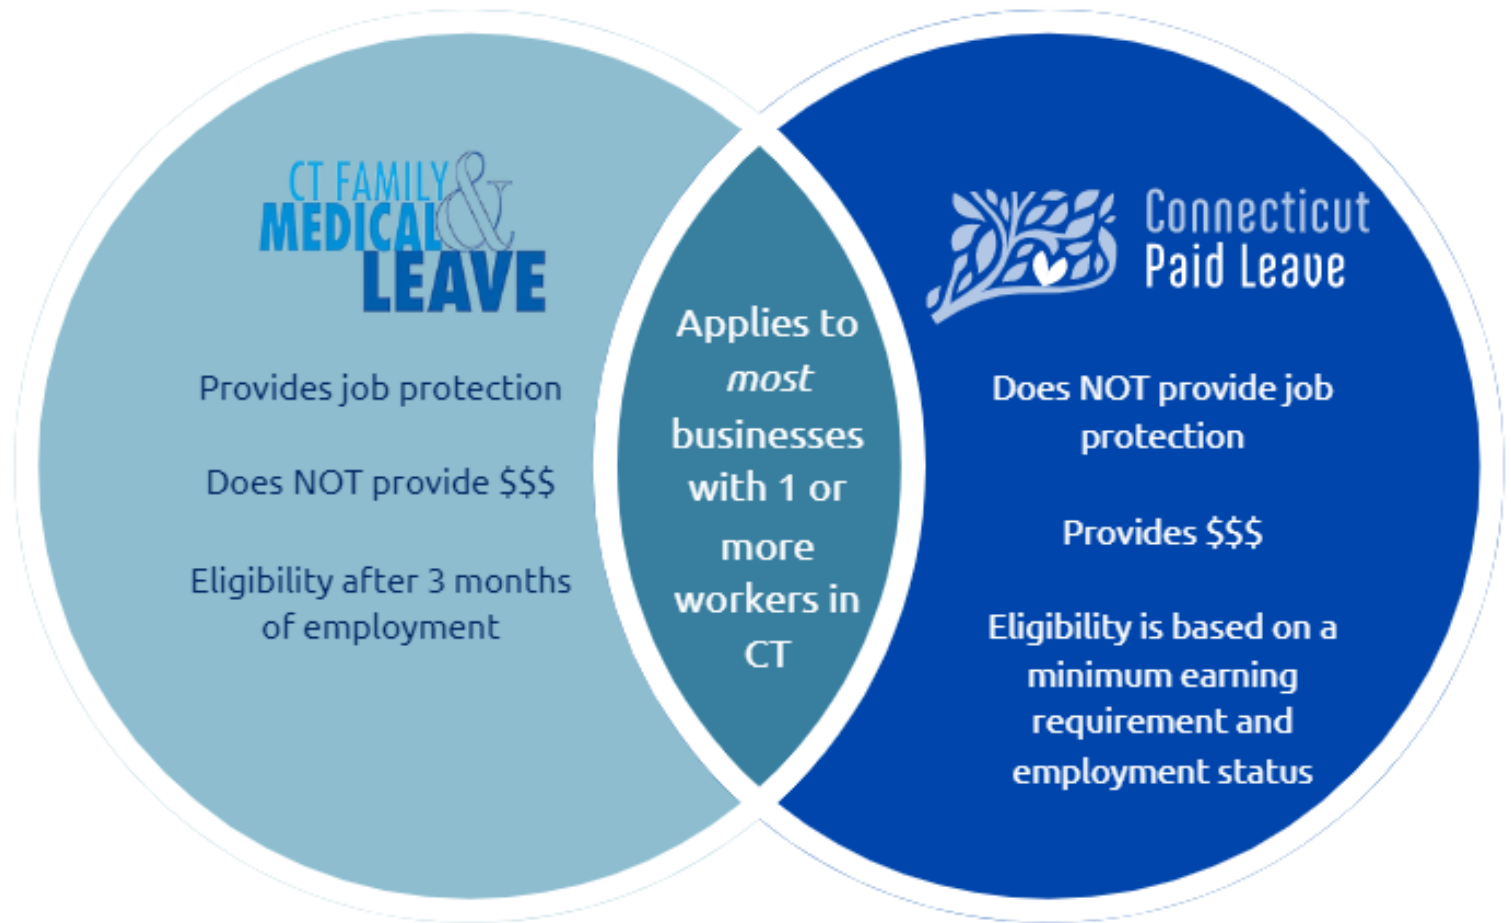 CT FAMILY &
MEDICAL
LEAVE
Provides job protection
Does NOT provide $$$
Eligibility after 3 months
of employment
Applies to
most
businesses
with 1 or
more
workers in
CT
Connecticut
Paid Leave
Does NOT provide job
protection
Provides $$$
Eligibility is based on a
minimum earning
requirement and
employment status